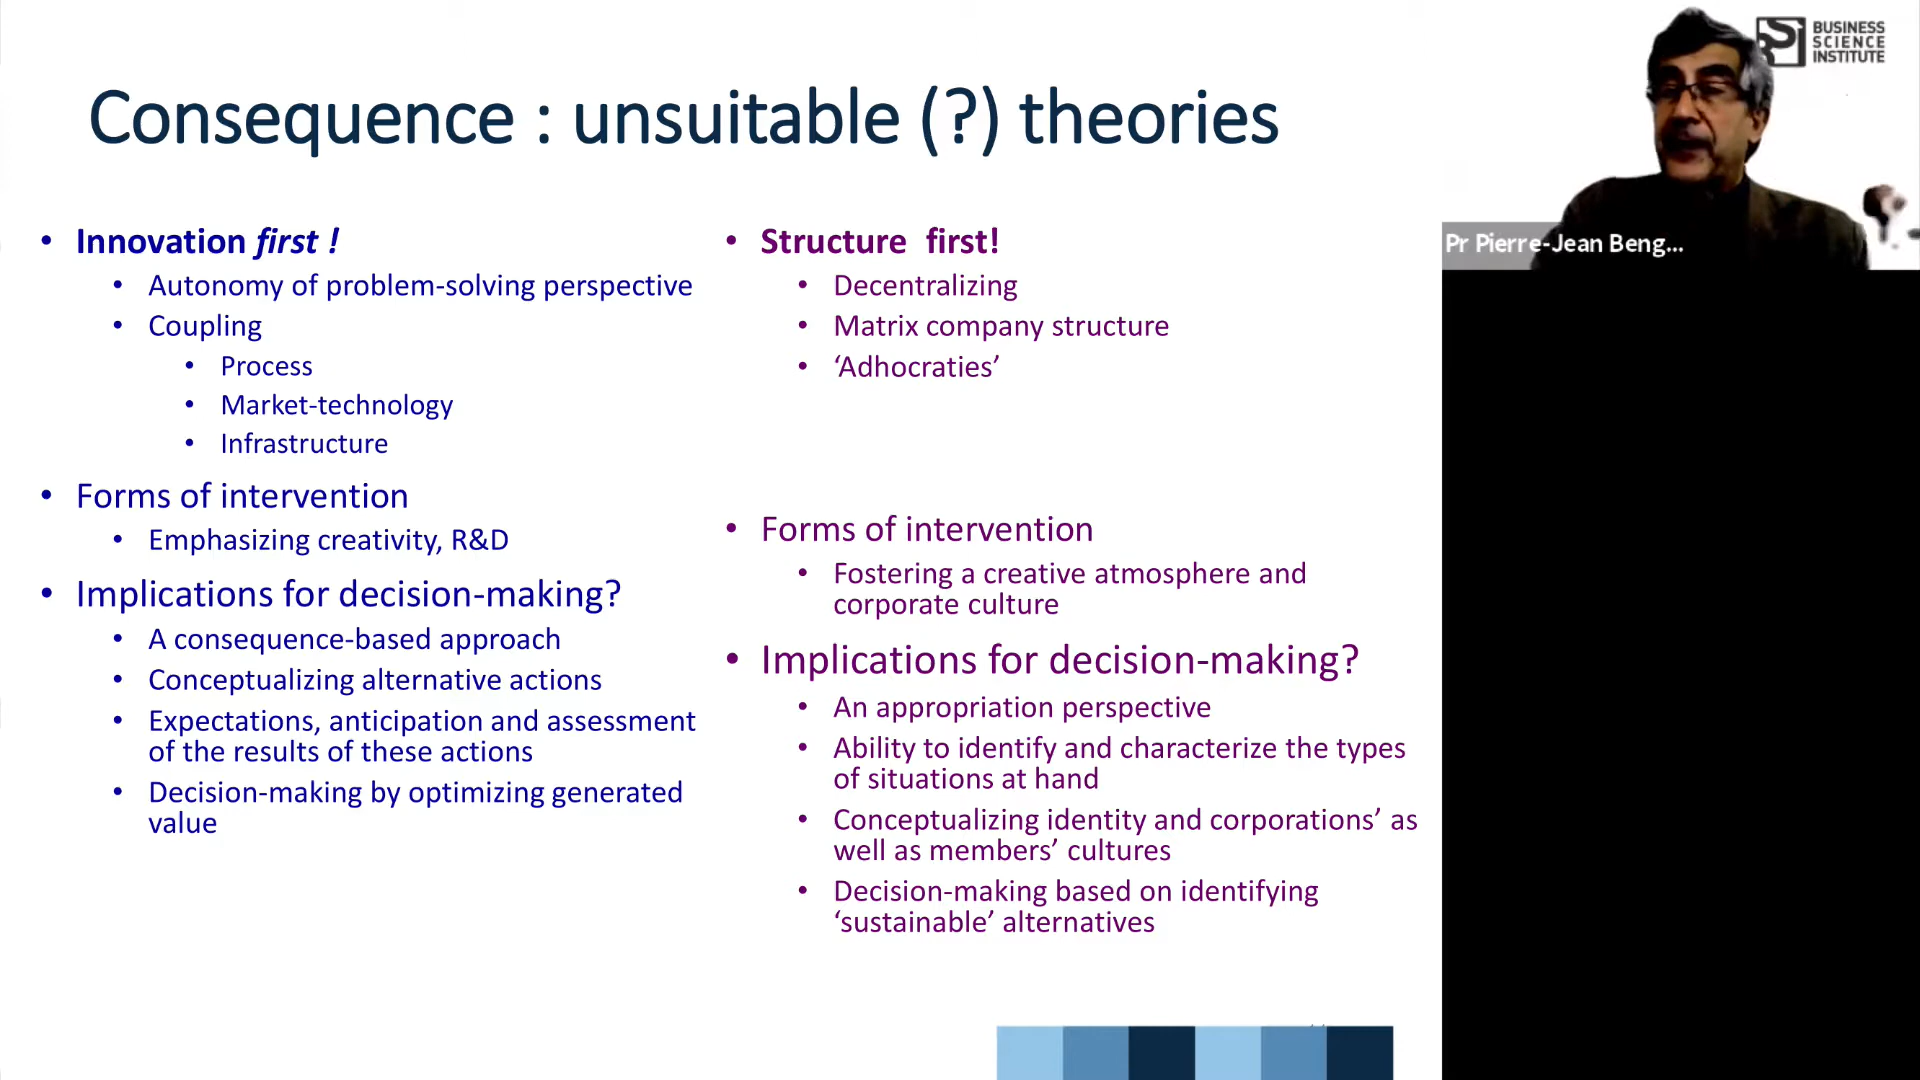 BUSINESS
SCIENCE
INSTITUTE
Consequence : unsuitable (?) theories
Pr Pierre-Jean Beng...
• Innovation first !
• Autonomy of problem-solving perspective
• Coupling
• Process
• Market-technology
• Infrastructure
• Forms of intervention
• Emphasizing creativity, R&D
• Implications for decision-making?
• A consequence-based approach
• Conceptualizing alternative actions
• Expectations, anticipation and assessment
of the results of these actions
• Decision-making by optimizing generated
value
• Structure first!
• Decentralizing
• Matrix company structure
• ‘Adhocraties’
• Forms of intervention
• Fostering a creative atmosphere and
corporate culture
• Implications for decision-making?
• An appropriation perspective
• Ability to identify and characterize the types
of situations at hand
• Conceptualizing identity and corporations’ as
well as members’ cultures
• Decision-making based on identifying
‘sustainable’ alternatives